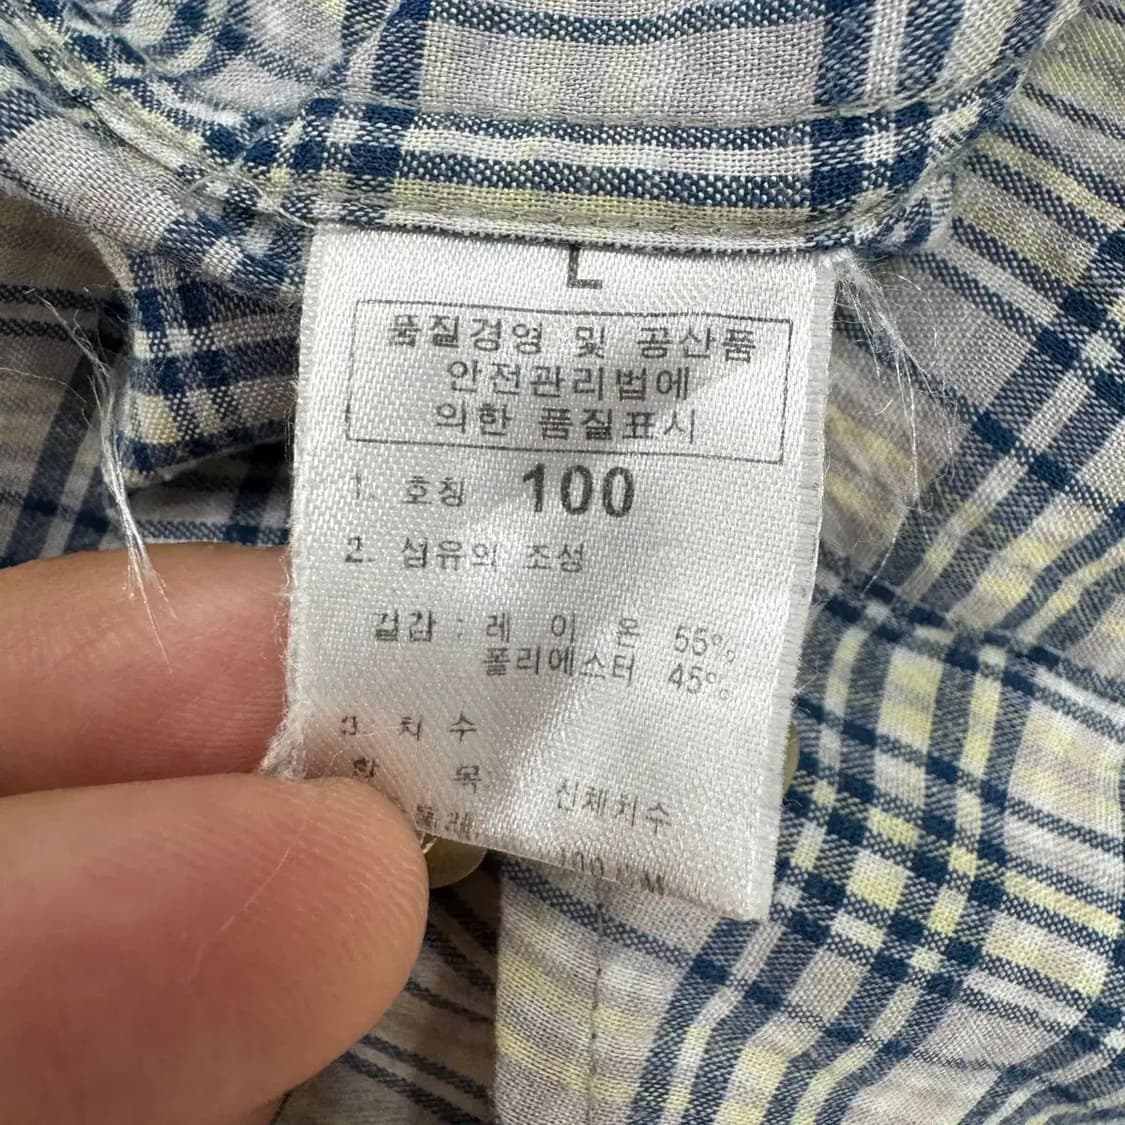 L
품질경영 및 공산품
안전관리법에
의한 품질표시
1. 호칭 100
2. 섬유의 조성
겉감 : 레 이 온 55%
폴리에스터 45%
3 치 수
항 목 신체치수
100